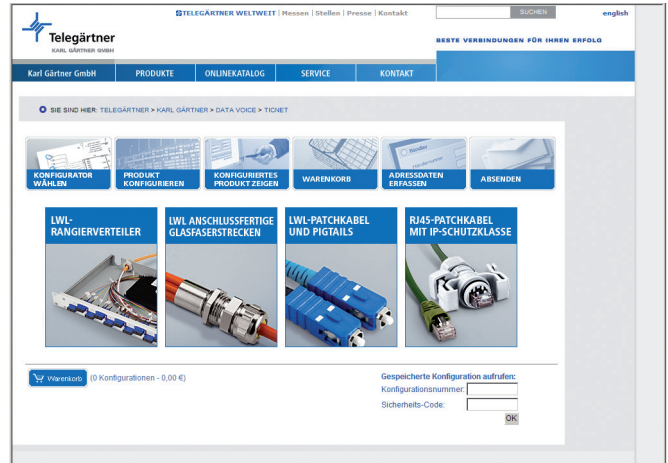 TELEGÄRTNER WELTWEIT | Messen | Stellen | Presse | Kontakt
SUCHEN
english
Telegärtner
KARL GÄRTNER GMBH
BESTE VERBINDUNGEN FÜR IHREN ERFOLG
Karl Gärtner GmbH PRODUKTE ONLINEKATALOG SERVICE KONTAKT
SIE SIND HIER: TELEGÄRTNER > KARL GÄRTNER > DATA VOICE > TICNET
KONFIGURATOR
WÄHLEN
PRODUKT
KONFIGURIEREN
KONFIGURIERTES
PRODUKT ZEIGEN
WARENKORB
ADRESSDATEN
ERFASSEN
ABSENDEN
LWL-
RANGIERVERTEILER
LWL ANSCHLUSSFERTIGE
GLASFASERSTRECKEN
LWL-PATCHKABEL
UND PIGTAILS
RJ45-PATCHKABEL
MIT IP-SCHUTZKLASSE
Warenkorb (0 Konfigurationen - 0,00 €)
Gespeicherte Konfiguration aufrufen:
Konfigurationsnummer:
Sicherheits-Code:
OK